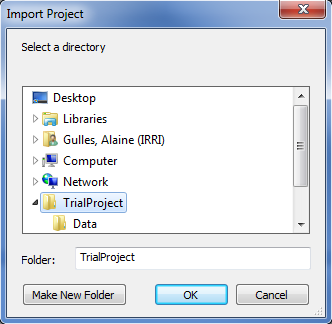 Import Project
Select a directory
Desktop
Libraries
Gulles, Alaine (IRRI)
Computer
Network
TrialProject
Data
Folder: TrialProject
Make New Folder OK Cancel